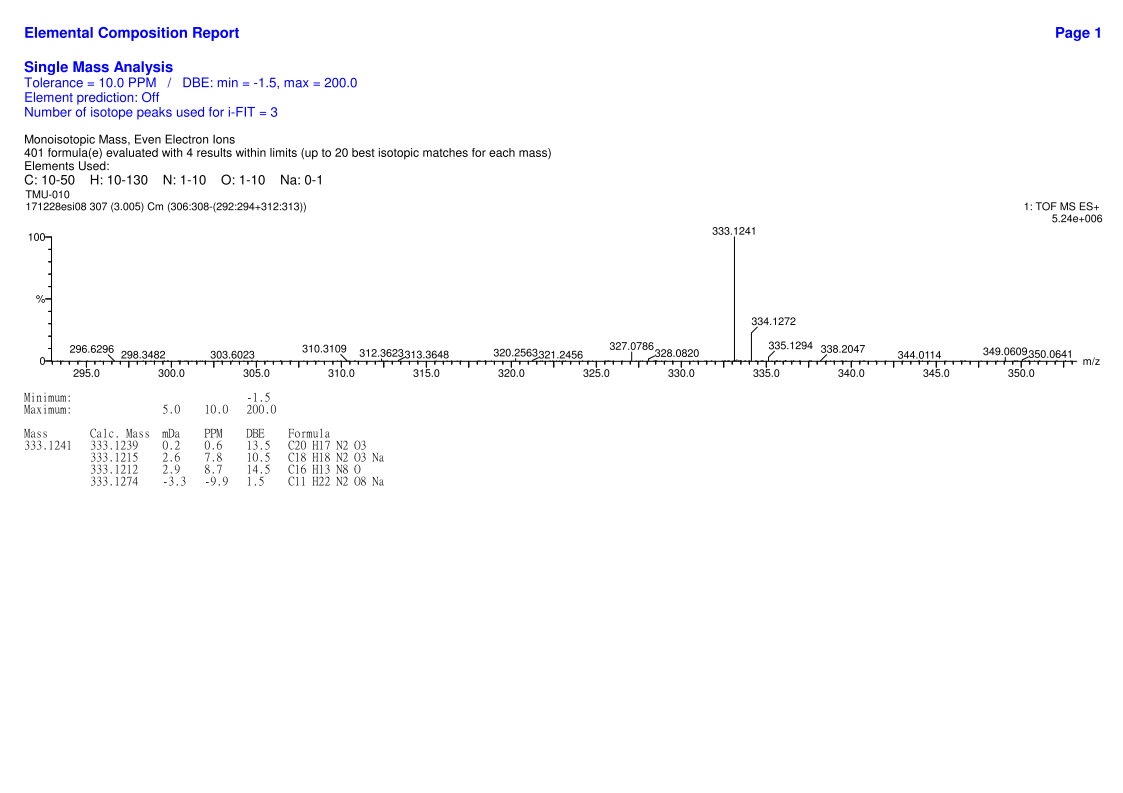 Elemental Composition Report Page 1
Single Mass Analysis
Tolerance = 10.0 PPM / DBE: min = -1.5, max = 200.0
Element prediction: Off
Number of isotope peaks used for i-FIT = 3
Monoisotopic Mass, Even Electron Ions
401 formula(e) evaluated with 4 results within limits (up to 20 best isotopic matches for each mass)
Elements Used:
C: 10-50 H: 10-130 N: 1-10 O: 1-10 Na: 0-1
TMU-010
171228esi08 307 (3.005) Cm (306:308-(292:294+312:313)) 1: TOF MS ES+
5.24e+006
333.1241
100
%
0
334.1272
296.6296 298.3482 303.6023 310.3109 312.3623 313.3648 320.2563 321.2456 327.0786 328.0820 335.1294 338.2047 344.0114 349.0609 350.0641
m/z
295.0 300.0 305.0 310.0 315.0 320.0 325.0 330.0 335.0 340.0 345.0 350.0
Minimum: -1.5
Maximum: 5.0 10.0 200.0
Mass Calc. Mass mDa PPM DBE Formula
333.1241 333.1239 0.2 0.6 13.5 C20 H17 N2 O3
333.1215 2.6 7.8 10.5 C18 H18 N2 O3 Na
333.1212 2.9 8.7 14.5 C16 H13 N8 O
333.1274 -3.3 -9.9 1.5 C11 H22 N2 O8 Na